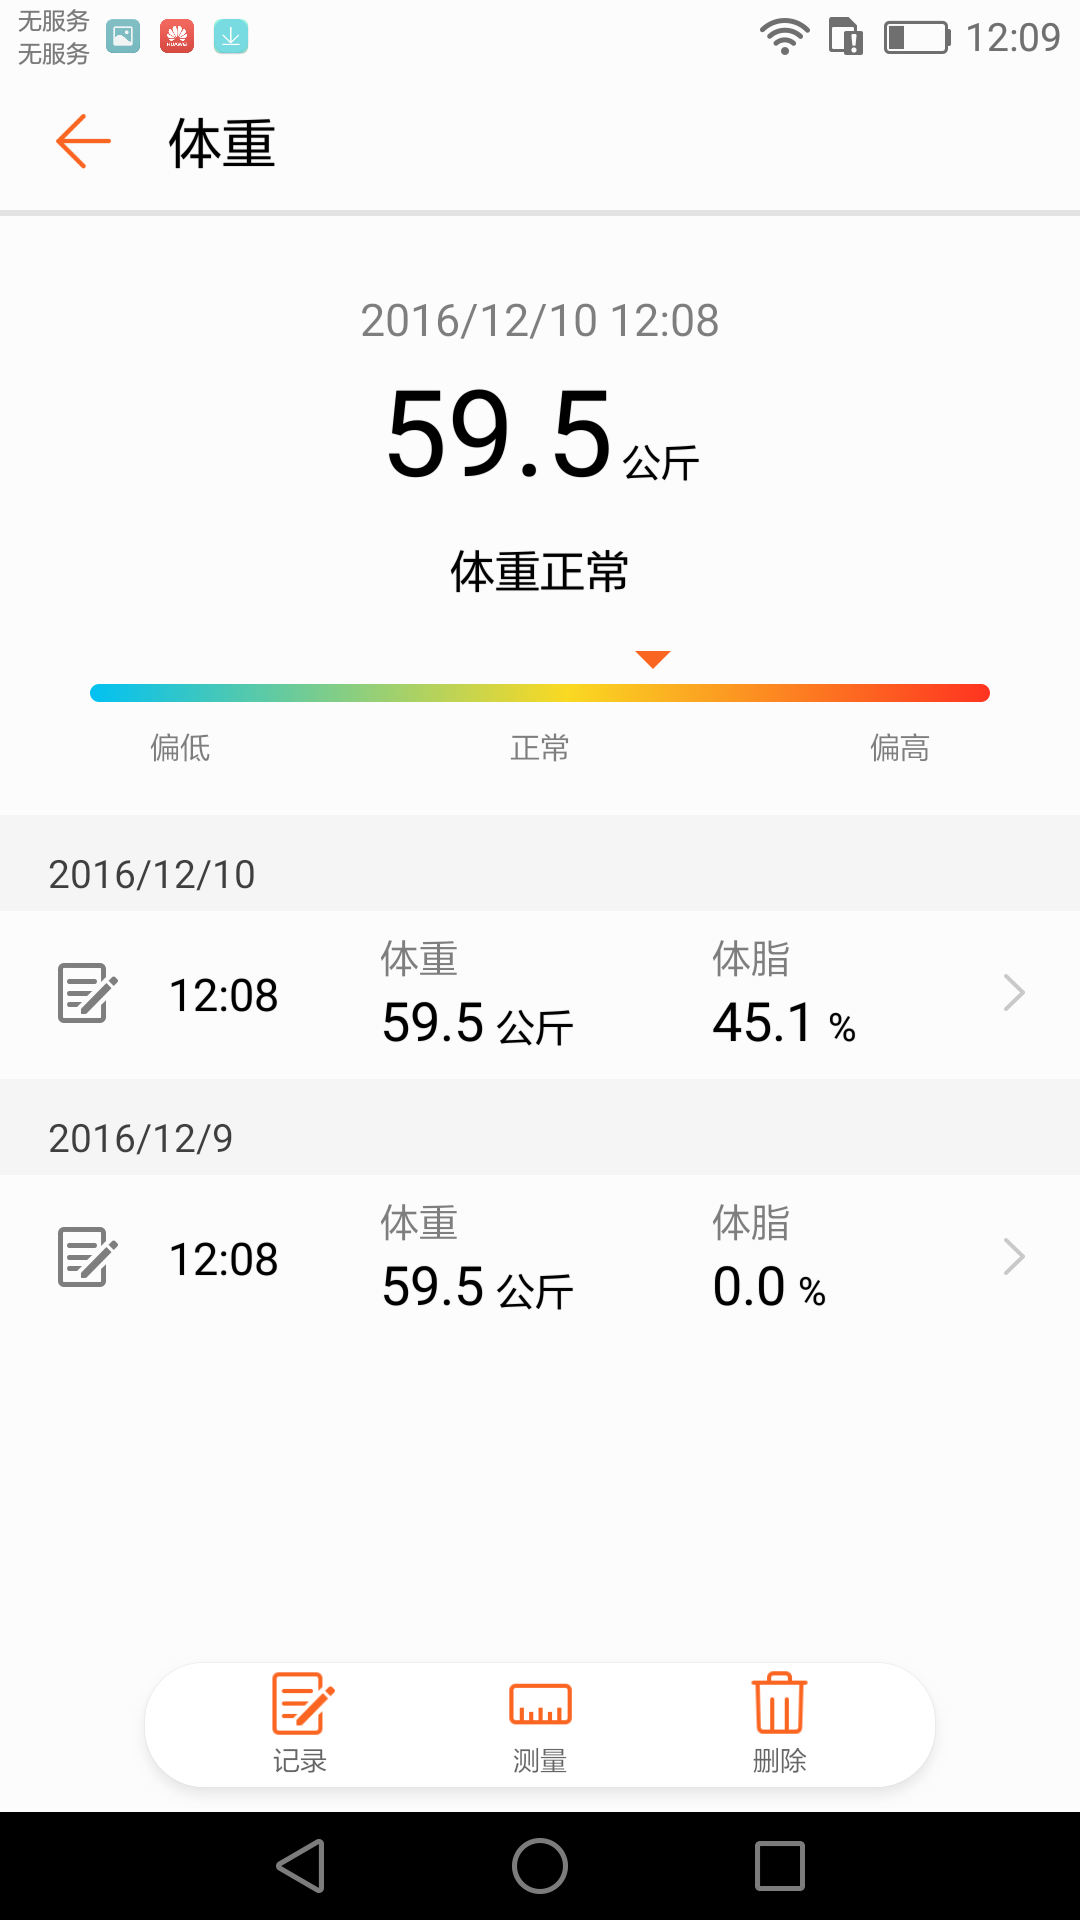 无服务
无服务
HUAWEI
12:09
体重
2016/12/10 12:08
59.5 公斤
体重正常
偏低 正常 偏高
2016/12/10
体重 体脂
12:08 59.5 公斤 45.1 %
2016/12/9
体重 体脂
12:08 59.5 公斤 0.0 %
记录 测量 删除